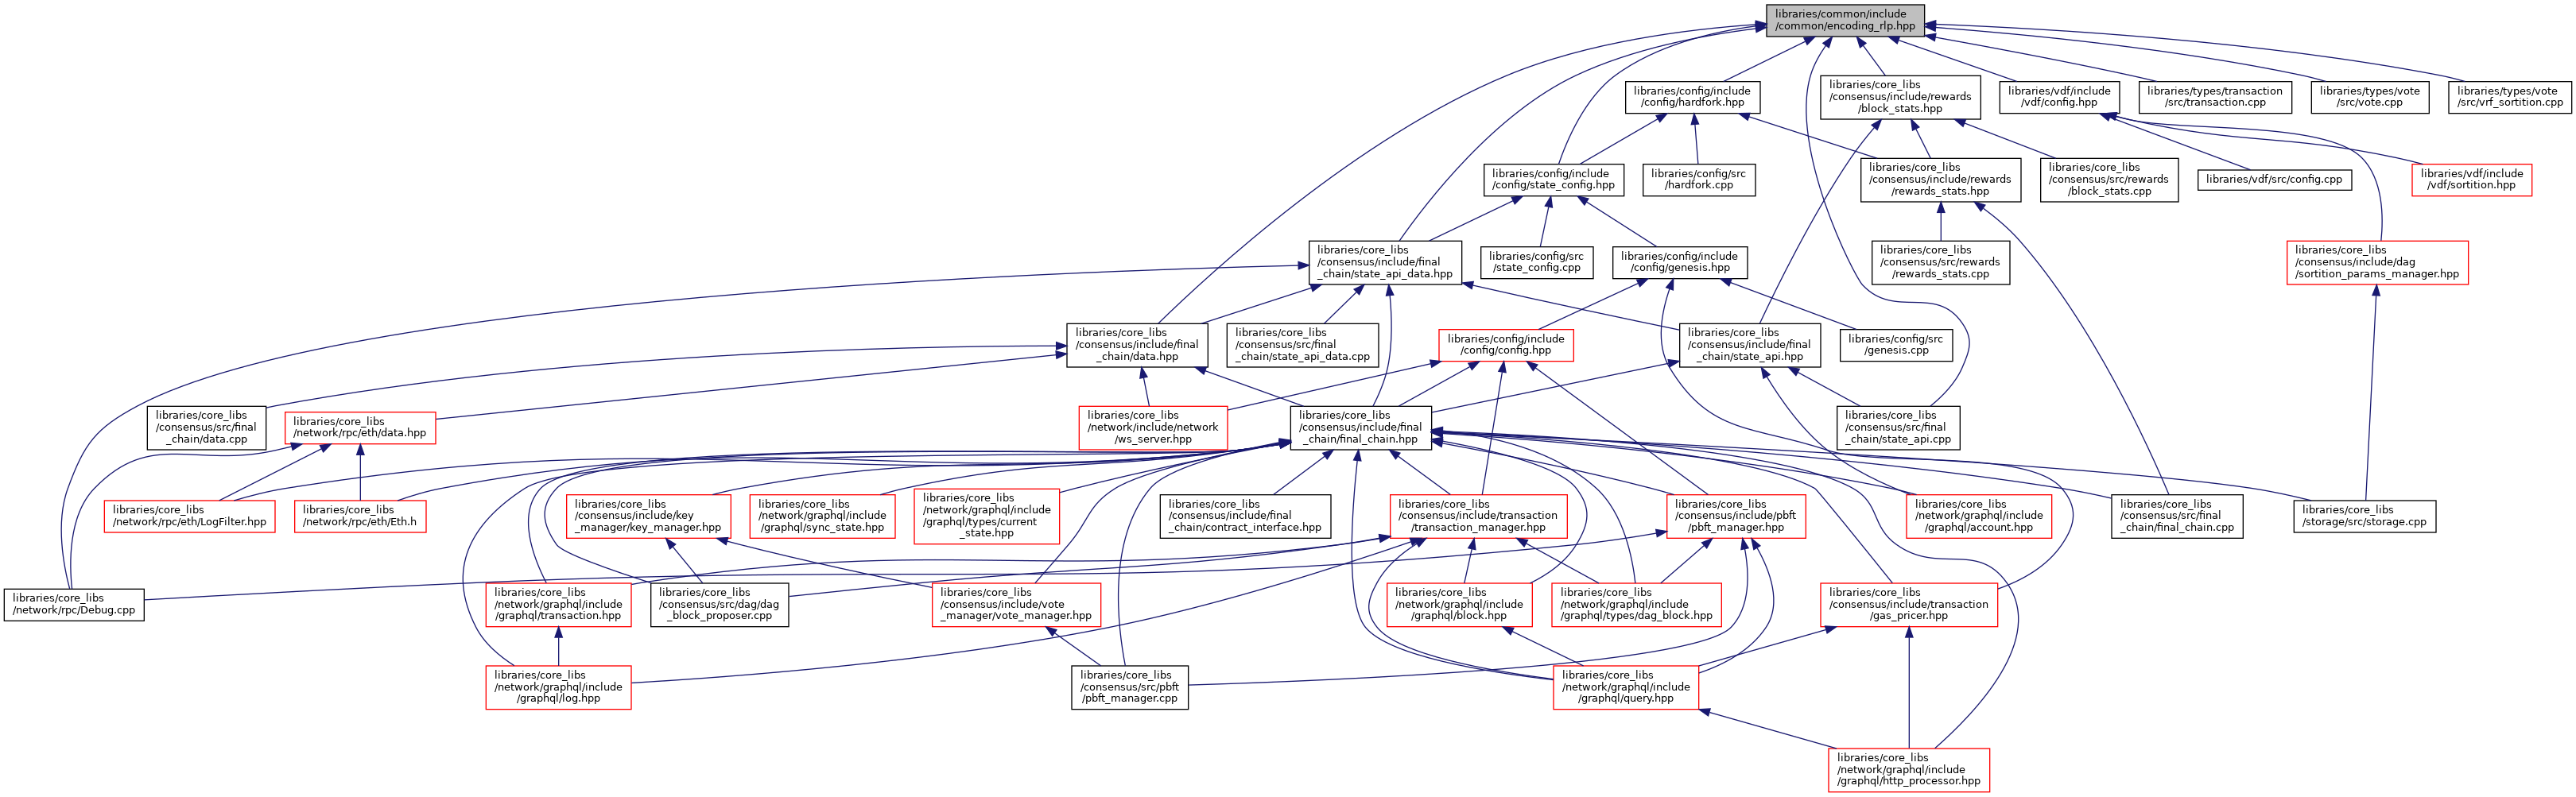 libraries/common/include
/common/encoding_rlp.hpp
libraries/config/include
/config/hardfork.hpp
libraries/core_libs
/consensus/include/rewards
/block_stats.hpp
libraries/vdf/include
/vdf/config.hpp
libraries/types/transaction
/src/transaction.cpp
libraries/types/vote
/src/vote.cpp
libraries/types/vote
/src/vrf_sortition.cpp
libraries/config/include
/config/state_config.hpp
libraries/config/src
/hardfork.cpp
libraries/core_libs
/consensus/include/rewards
/rewards_stats.hpp
libraries/core_libs
/consensus/src/rewards
/block_stats.cpp
libraries/vdf/src/config.cpp
libraries/vdf/include
/vdf/sortition.hpp
libraries/core_libs
/consensus/include/final
_chain/state_api_data.hpp
libraries/config/src
/state_config.cpp
libraries/config/include
/config/genesis.hpp
libraries/core_libs
/consensus/src/rewards
/rewards_stats.cpp
libraries/core_libs
/consensus/include/dag
/sortition_params_manager.hpp
libraries/core_libs
/consensus/include/final
_chain/data.hpp
libraries/core_libs
/consensus/src/final
_chain/state_api_data.cpp
libraries/config/include
/config/config.hpp
libraries/core_libs
/consensus/include/final
_chain/state_api.hpp
libraries/config/src
/genesis.cpp
libraries/core_libs
/consensus/src/final
_chain/data.cpp
libraries/core_libs
/network/rpc/eth/data.hpp
libraries/core_libs
/network/include/network
/ws_server.hpp
libraries/core_libs
/consensus/include/final
_chain/final_chain.hpp
libraries/core_libs
/consensus/src/final
_chain/state_api.cpp
libraries/core_libs
/network/rpc/eth/LogFilter.hpp
libraries/core_libs
/network/rpc/eth/Eth.h
libraries/core_libs
/consensus/include/key
_manager/key_manager.hpp
libraries/core_libs
/network/graphql/include
/graphql/sync_state.hpp
libraries/core_libs
/network/graphql/include
/graphql/types/current
_state.hpp
libraries/core_libs
/consensus/include/final
_chain/contract_interface.hpp
libraries/core_libs
/consensus/include/transaction
/transaction_manager.hpp
libraries/core_libs
/consensus/include/pbft
/pbft_manager.hpp
libraries/core_libs
/network/graphql/include
/graphql/account.hpp
libraries/core_libs
/consensus/src/final
_chain/final_chain.cpp
libraries/core_libs
/storage/src/storage.cpp
libraries/core_libs
/network/rpc/Debug.cpp
libraries/core_libs
/network/graphql/include
/graphql/transaction.hpp
libraries/core_libs
/consensus/src/dag/dag
_block_proposer.cpp
libraries/core_libs
/consensus/include/vote
_manager/vote_manager.hpp
libraries/core_libs
/network/graphql/include
/graphql/block.hpp
libraries/core_libs
/network/graphql/include
/graphql/types/dag_block.hpp
libraries/core_libs
/consensus/include/transaction
/gas_pricer.hpp
libraries/core_libs
/network/graphql/include
/graphql/log.hpp
libraries/core_libs
/consensus/src/pbft
/pbft_manager.cpp
libraries/core_libs
/network/graphql/include
/graphql/query.hpp
libraries/core_libs
/network/graphql/include
/graphql/http_processor.hpp